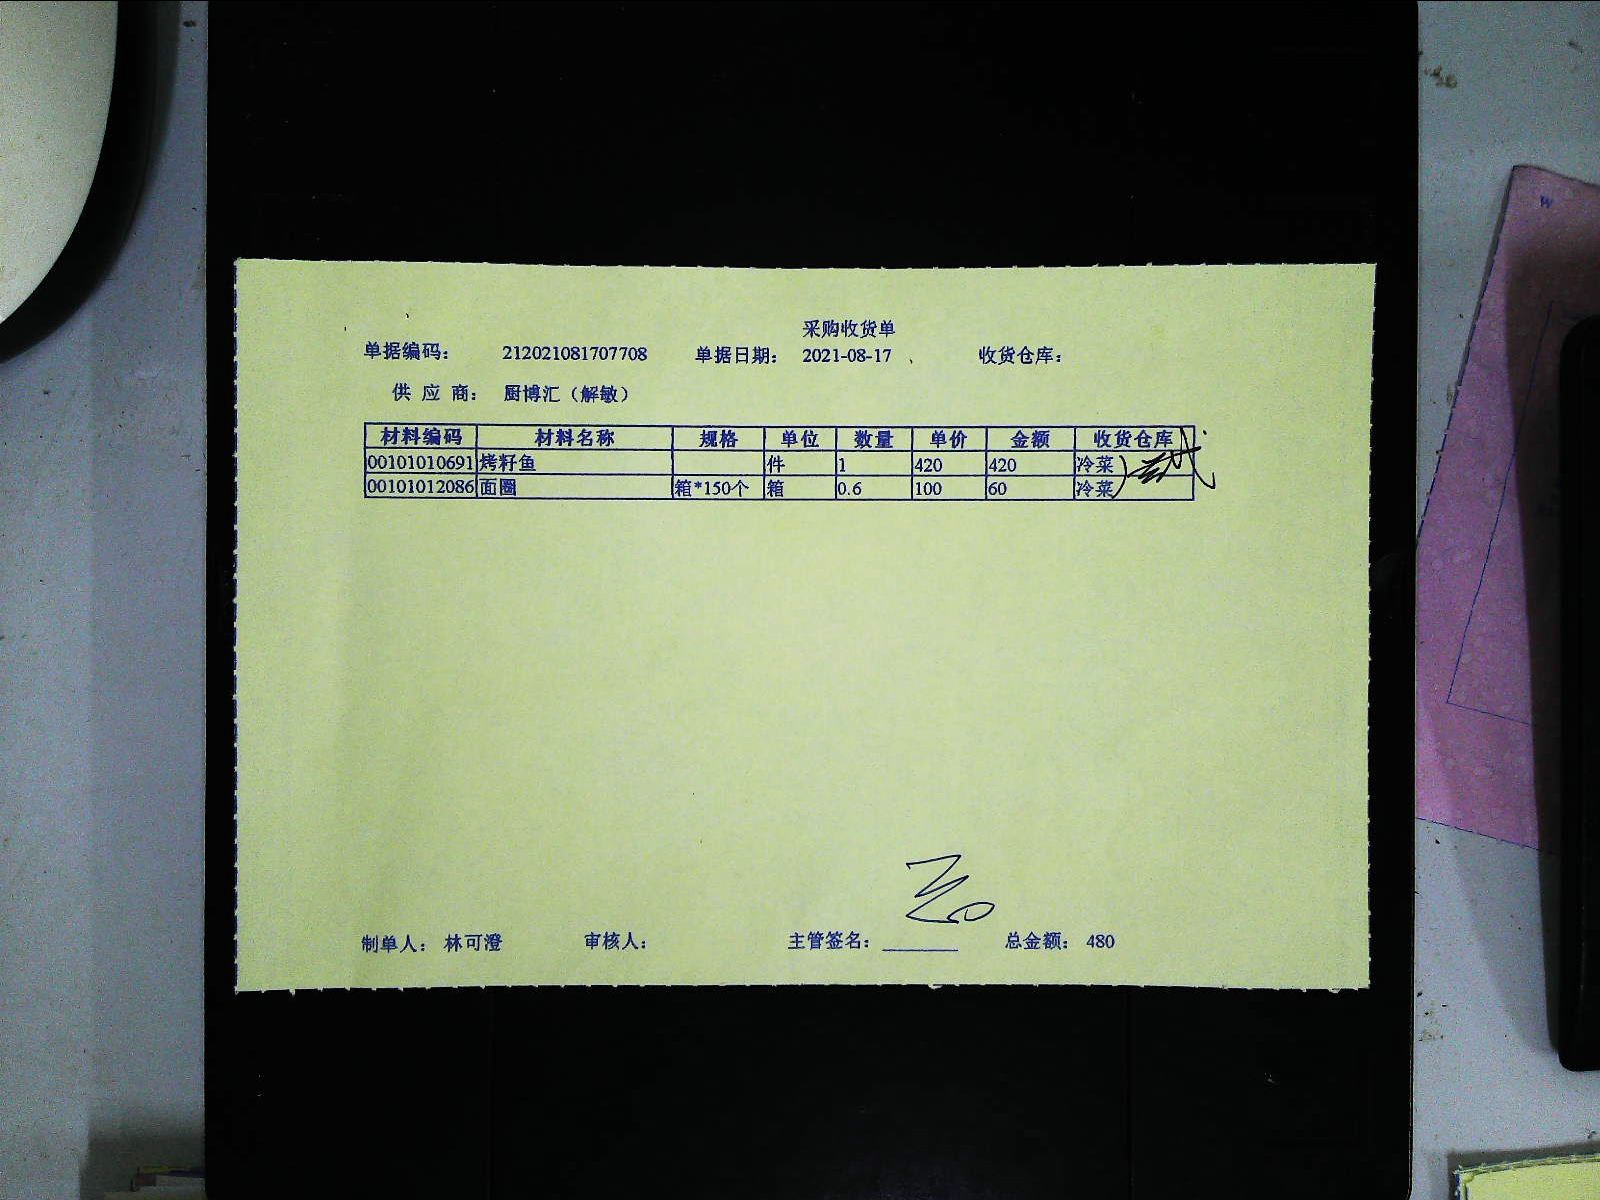 采购收货单
单据编码： 212021081707708 单据日期： 2021-08-17 收货仓库：
供 应 商： 厨博汇（解敏）
材料编码 材料名称 规格 单位 数量 单价 金额 收货仓库
00101010691 烤籽鱼 件 1 420 420 冷菜
00101012086 面圈 箱*150个 箱 0.6 100 60 冷菜
制单人： 林可澄 审核人： 主管签名： 总金额： 480